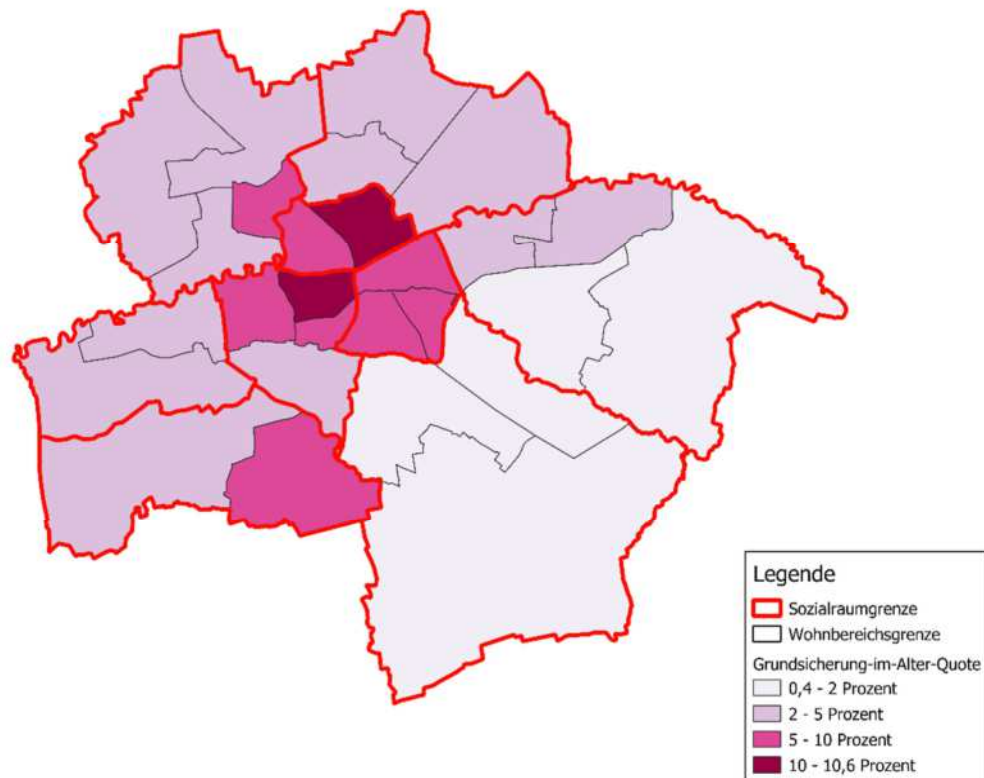 Legende
Sozialraumgrenze
Wohnbereichsgrenze
Grundsicherung-im-Alter-Quote
0,4 - 2 Prozent
2 - 5 Prozent
5 - 10 Prozent
10 - 10,6 Prozent